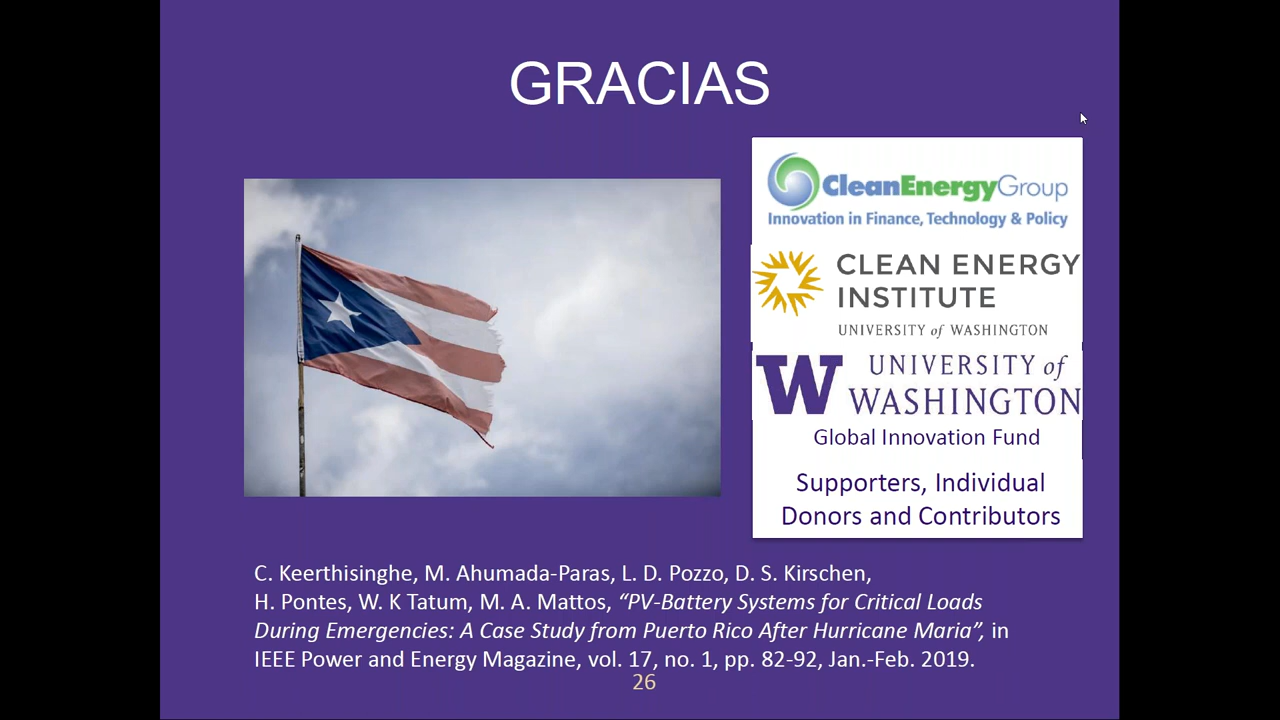 GRACIAS
CleanEnergyGroup
Innovation in Finance, Technology & Policy
CLEAN ENERGY
INSTITUTE
UNIVERSITY of WASHINGTON
W UNIVERSITY of
WASHINGTON
Global Innovation Fund
Supporters, Individual
Donors and Contributors
C. Keerthisinghe, M. Ahumada-Paras, L. D. Pozzo, D. S. Kirschen,
H. Pontes, W. K Tatum, M. A. Mattos, “PV-Battery Systems for Critical Loads
During Emergencies: A Case Study from Puerto Rico After Hurricane Maria”, in
IEEE Power and Energy Magazine, vol. 17, no. 1, pp. 82-92, Jan.-Feb. 2019.
26